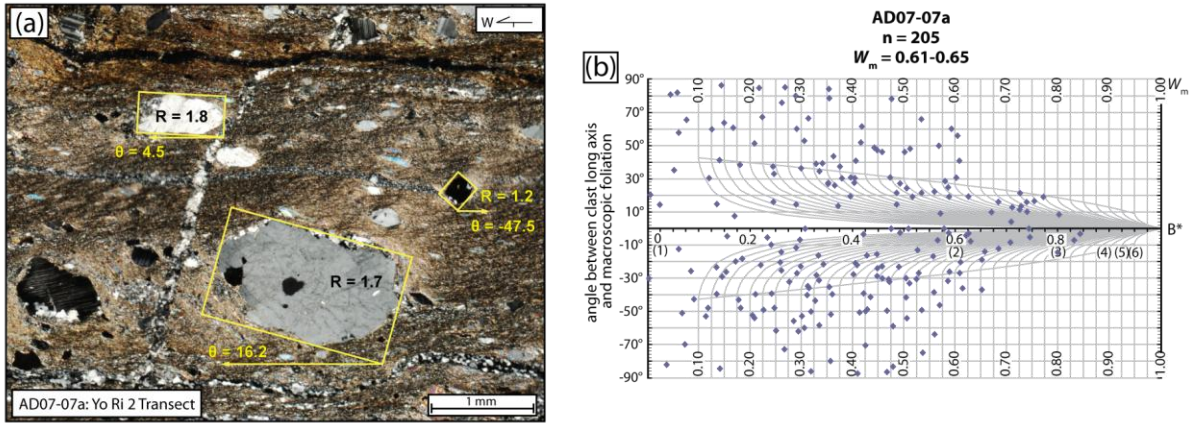 (a)
W
R = 1.8
θ = 4.5
R = 1.2
θ = -47.5
R = 1.7
θ = 16.2
AD07-07a: Yo Ri 2 Transect
1 mm
AD07-07a
n = 205
Wm = 0.61-0.65
(b)
angle between clast long axis
and macroscopic foliation
90°
70°
50°
30°
10°
-10°
-30°
-50°
-70°
-90°
0.10
0.20
0.30
0.40
0.50
0.60
0.70
0.80
0.90
1.00
Wm
0
0.2
0.4
0.6
0.8
B*
(1)
(2)
(3)
(4)
(5)
(6)
0.10
0.20
0.30
0.40
0.50
0.60
0.70
0.80
0.90
1.00